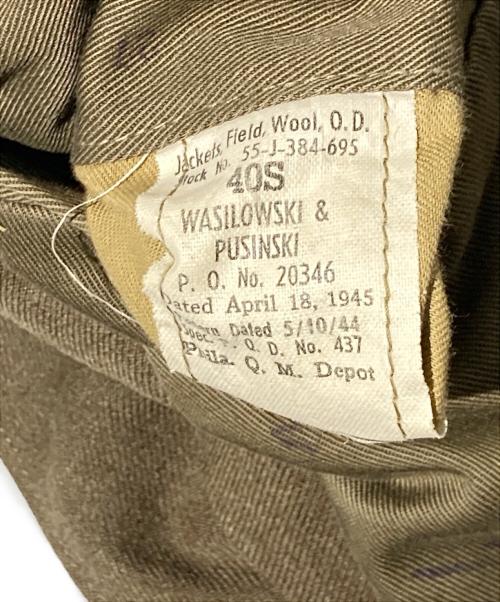 Jackets, Field, Wool, O.D.
Stock No. 55-J-384-695
40S
WASILOWSKI &
PUSINSKI
P. O. No. 20346
Dated April 18, 1945
Dated 5/10/44
Spec. Q. D. No. 437
Phila. Q. M. Depot